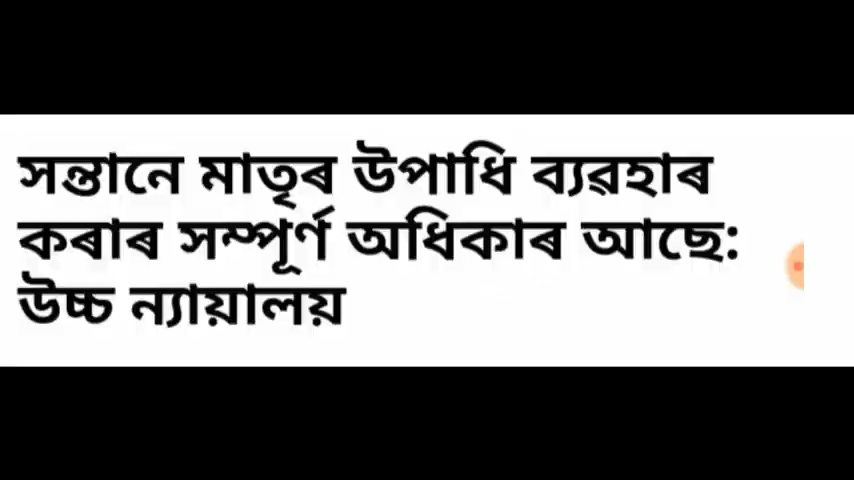 সন্তানে মাতৃৰ উপাধি ব্যৱহাৰ
কৰাৰ সম্পূৰ্ণ অধিকাৰ আছে:
উচ্চ ন্যায়ালয়